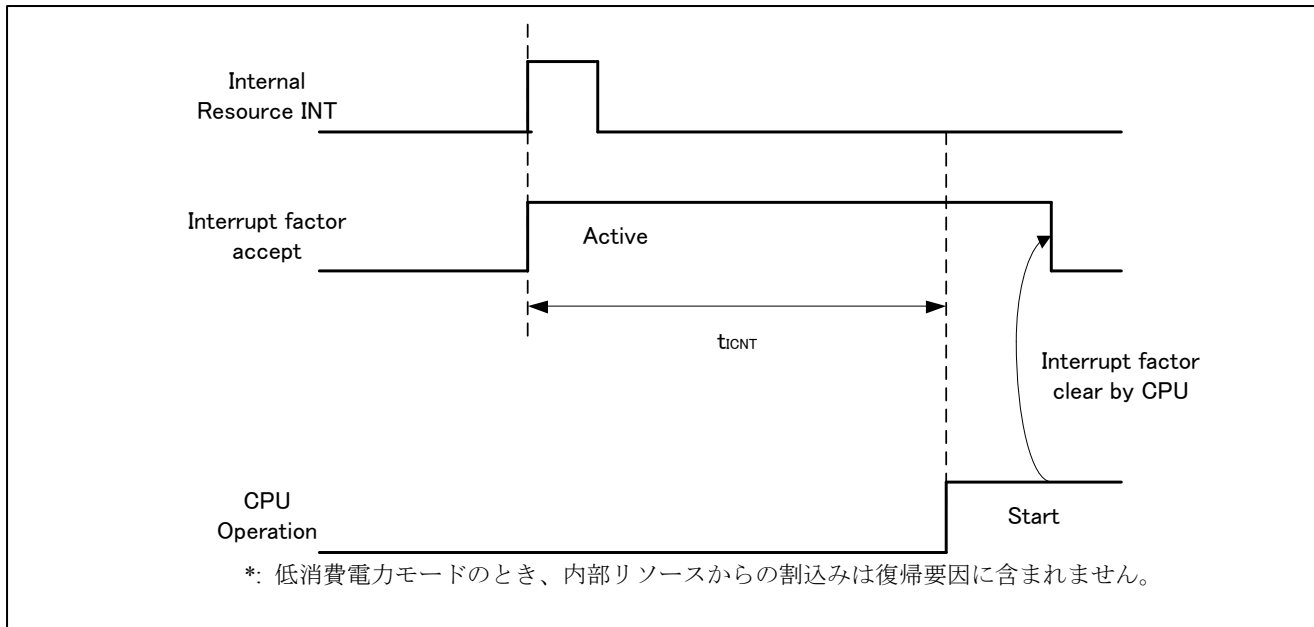 Internal
Resource INT
Interrupt factor
accept
Active
tICNT
Interrupt factor
clear by CPU
CPU
Operation
Start
*: 低消費電力モードのとき、内部リソースからの割込みは復帰要因に含まれません。